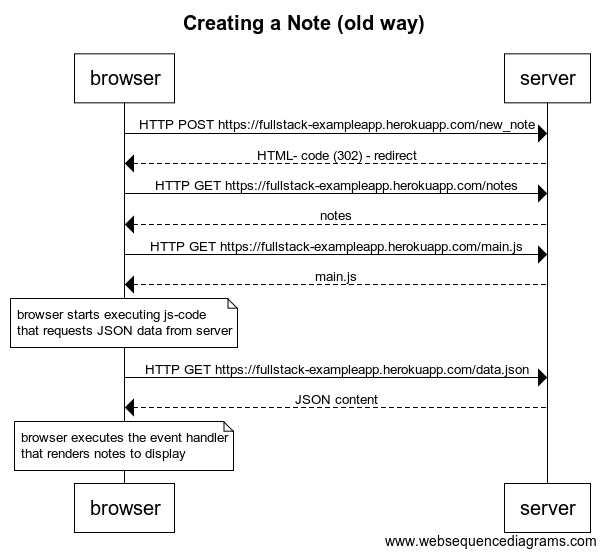 Creating a Note (old way)
browser
server
HTTP POST https://fullstack-exampleapp.herokuapp.com/new_note
HTML- code (302) - redirect
HTTP GET https://fullstack-exampleapp.herokuapp.com/notes
notes
HTTP GET https://fullstack-exampleapp.herokuapp.com/main.js
main.js
browser starts executing js-code
that requests JSON data from server
HTTP GET https://fullstack-exampleapp.herokuapp.com/data.json
JSON content
browser executes the event handler
that renders notes to display
browser
server
www.websequencediagrams.com